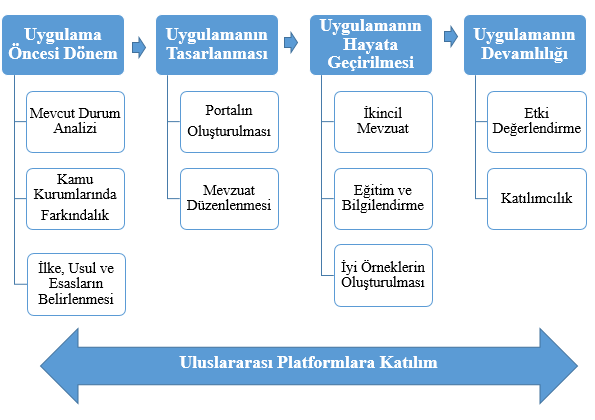 Uygulama
Öncesi Dönem
Mevcut Durum
Analizi
Kamu
Kurumlarında
Farkındalık
İlke, Usul ve
Esasların
Belirlenmesi
Uygulamanın
Tasarlanması
Portalın
Oluşturulması
Mevzuat
Düzenlenmesi
Uygulamanın
Hayata
Geçirilmesi
İkincil
Mevzuat
Eğitim ve
Bilgilendirme
İyi Örneklerin
Oluşturulması
Uygulamanın
Devamlılığı
Etki
Değerlendirme
Katılımcılık
Uluslararası Platformlara Katılım